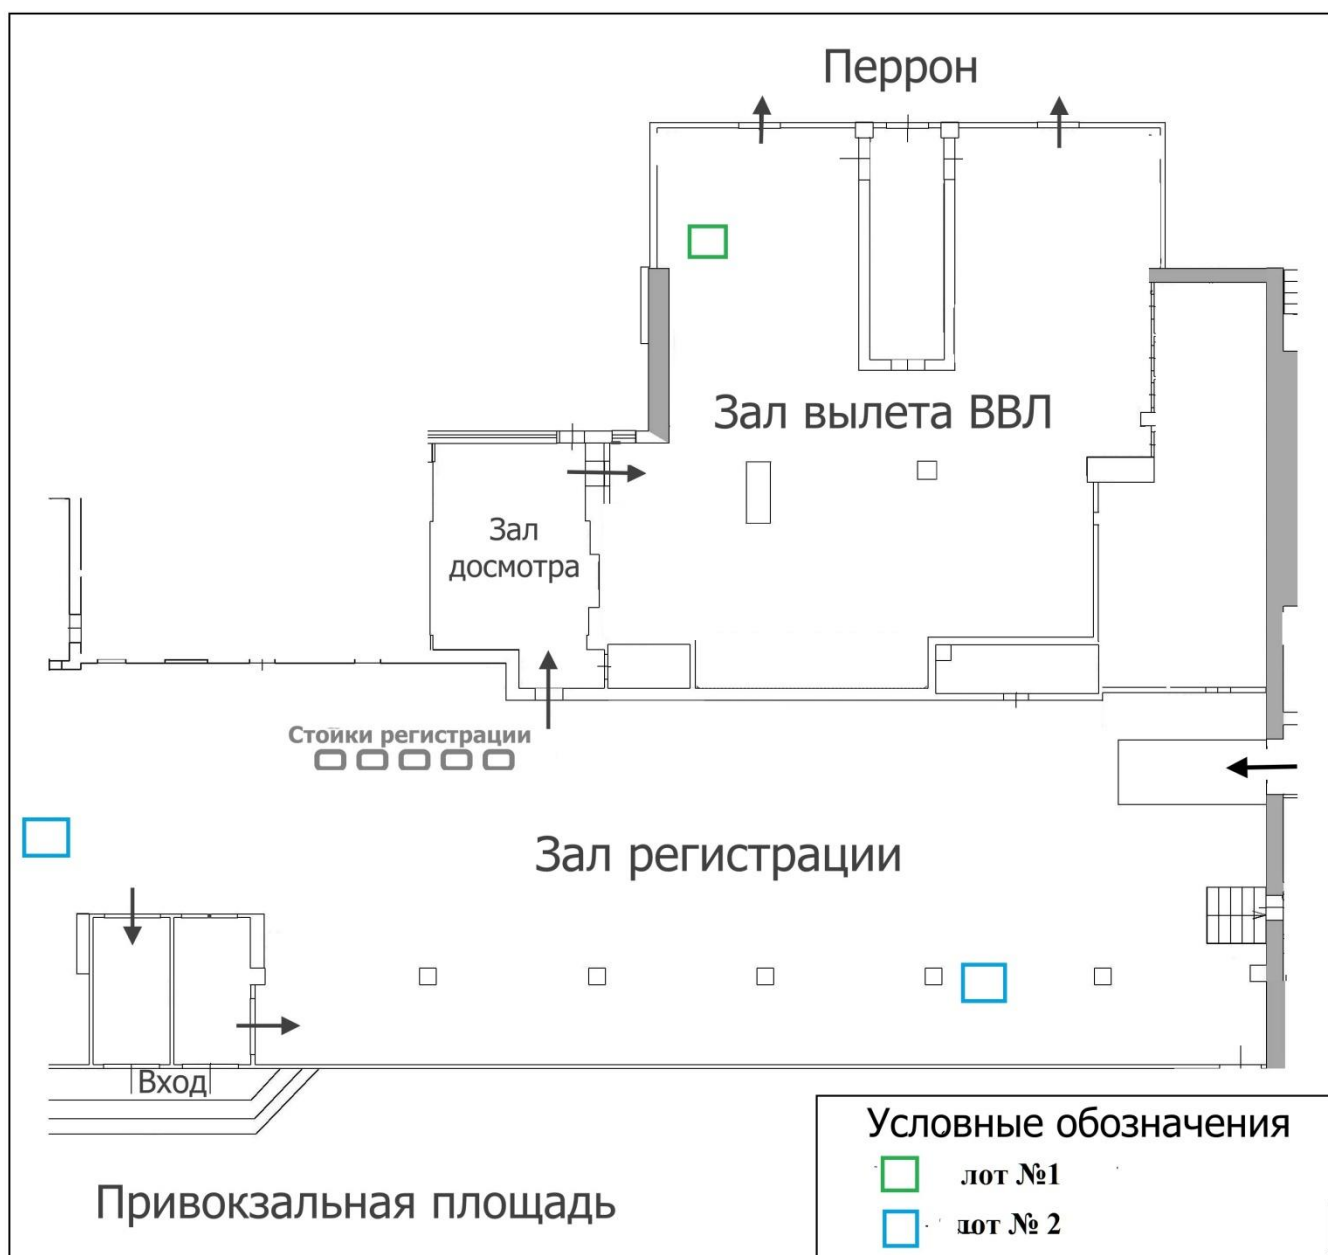 Перрон
Зал вылета ВВЛ
Зал
досмотра
Стойки регистрации
Зал регистрации
Вход
Привокзальная площадь
Условные обозначения
лот №1
лот № 2